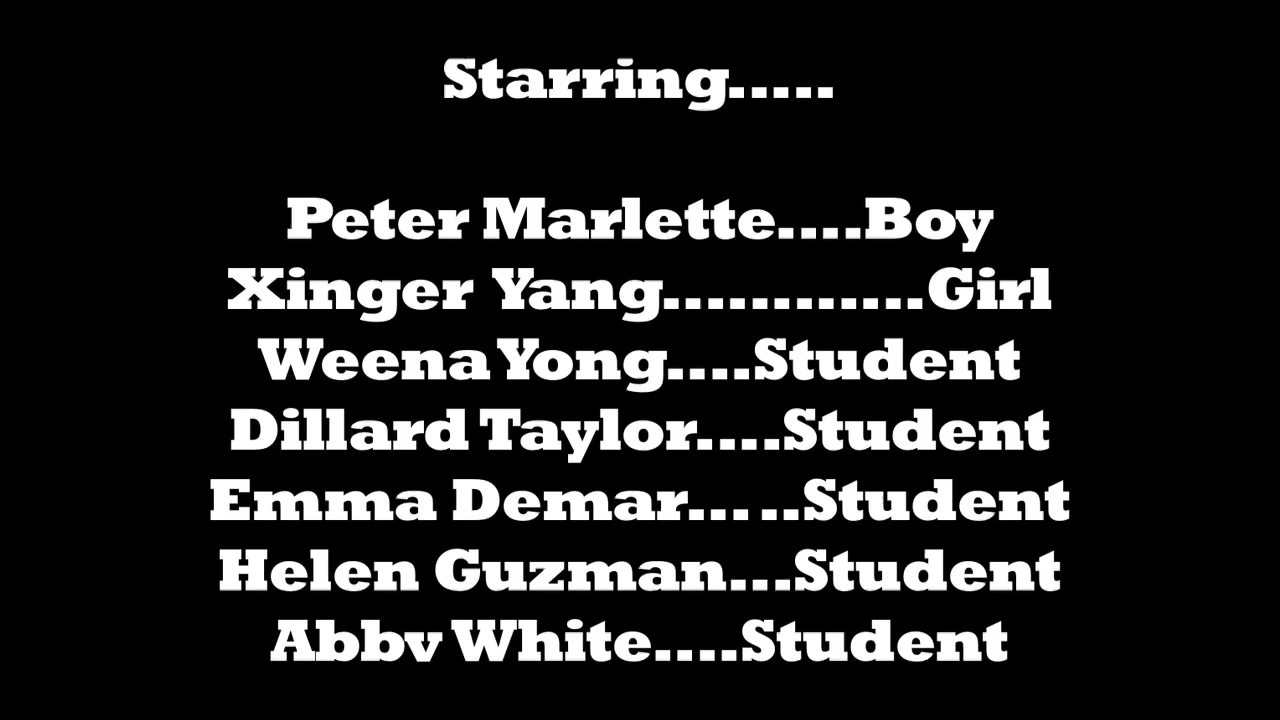 Starring.....
Peter Marlette....Boy
Xinger Yang............Girl
Weena Yong....Student
Dillard Taylor....Student
Emma Demar... ..Student
Helen Guzman...Student
Abby White....Student